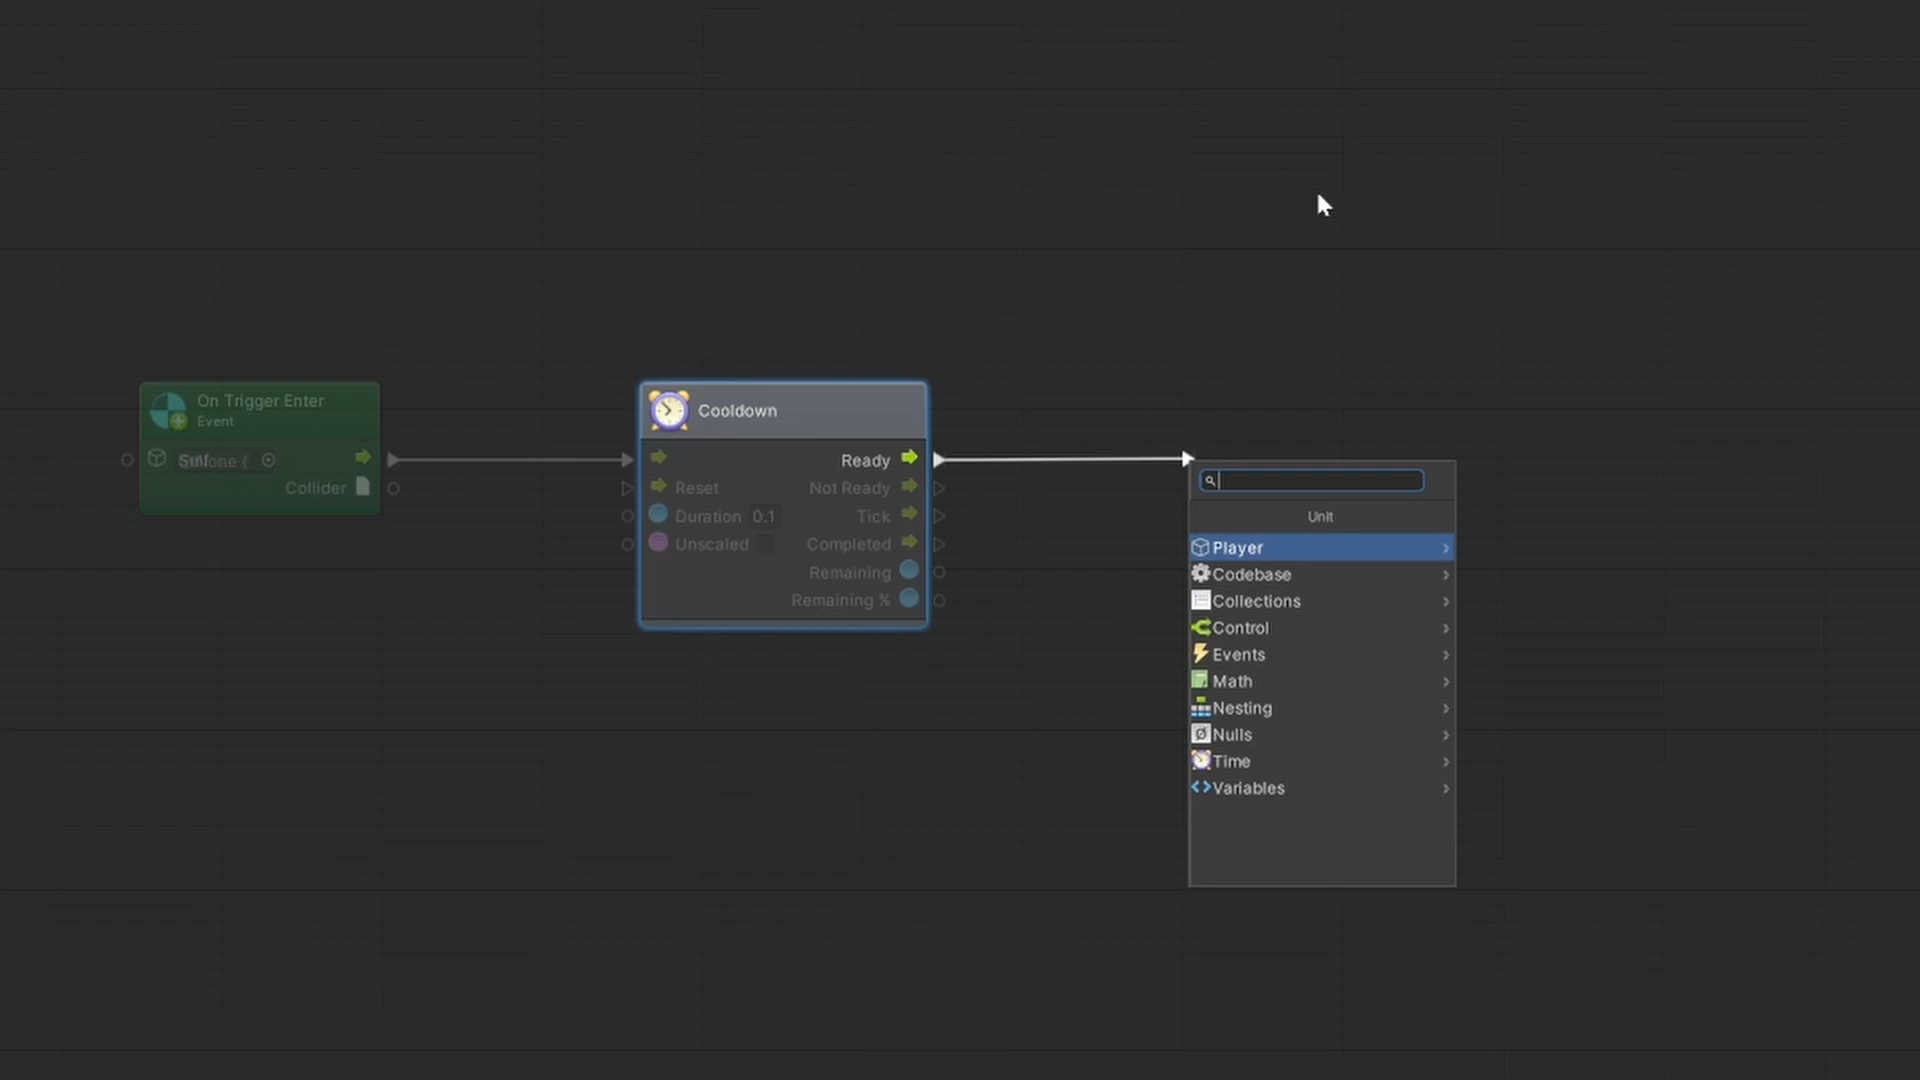 On Trigger Enter
Event
Self
Collider
Cooldown
Ready
Reset
Not Ready
Duration 0.1
Tick
Unscaled
Completed
Remaining
Remaining %
Unit
Player
Codebase
Collections
Control
Events
Math
Nesting
Nulls
Time
Variables